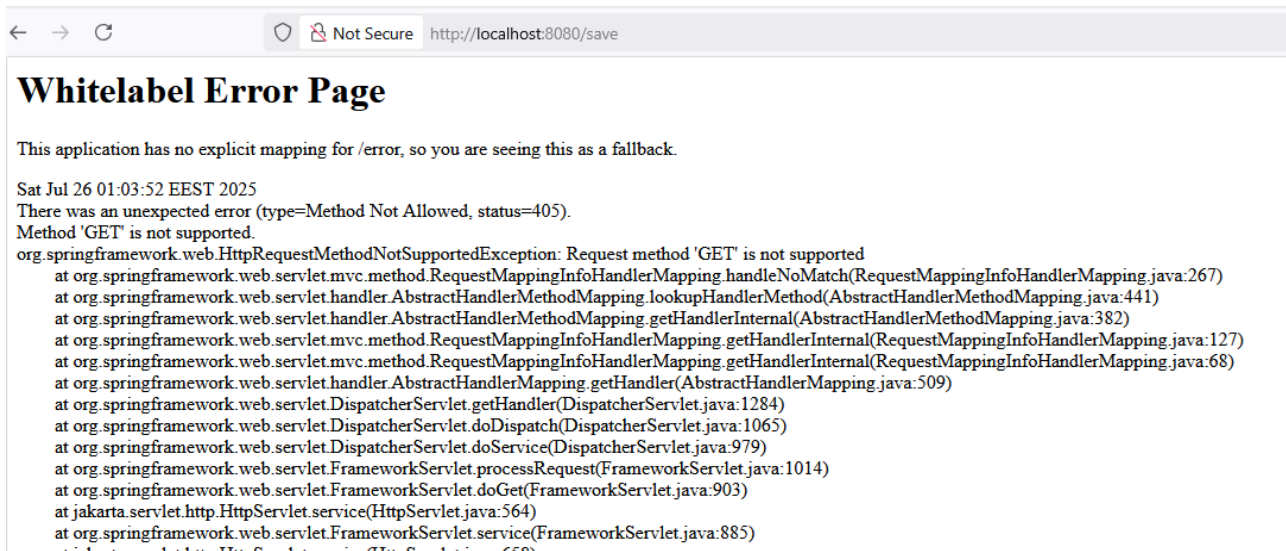 Not Secure http://localhost:8080/save
Whitelabel Error Page
This application has no explicit mapping for /error, so you are seeing this as a fallback.
Sat Jul 26 01:03:52 EEST 2025
There was an unexpected error (type=Method Not Allowed, status=405).
Method 'GET' is not supported.
org.springframework.web.HttpRequestMethodNotSupportedException: Request method 'GET' is not supported
at org.springframework.web.servlet.mvc.method.RequestMappingInfoHandlerMapping.handleNoMatch(RequestMappingInfoHandlerMapping.java:267)
at org.springframework.web.servlet.handler.AbstractHandlerMethodMapping.lookupHandlerMethod(AbstractHandlerMethodMapping.java:441)
at org.springframework.web.servlet.handler.AbstractHandlerMethodMapping.getHandlerInternal(AbstractHandlerMethodMapping.java:382)
at org.springframework.web.servlet.mvc.method.RequestMappingInfoHandlerMapping.getHandlerInternal(RequestMappingInfoHandlerMapping.java:127)
at org.springframework.web.servlet.mvc.method.RequestMappingInfoHandlerMapping.getHandlerInternal(RequestMappingInfoHandlerMapping.java:68)
at org.springframework.web.servlet.handler.AbstractHandlerMapping.getHandler(AbstractHandlerMapping.java:509)
at org.springframework.web.servlet.DispatcherServlet.getHandler(DispatcherServlet.java:1284)
at org.springframework.web.servlet.DispatcherServlet.doDispatch(DispatcherServlet.java:1065)
at org.springframework.web.servlet.DispatcherServlet.doService(DispatcherServlet.java:979)
at org.springframework.web.servlet.FrameworkServlet.processRequest(FrameworkServlet.java:1014)
at org.springframework.web.servlet.FrameworkServlet.doGet(FrameworkServlet.java:903)
at jakarta.servlet.http.HttpServlet.service(HttpServlet.java:564)
at org.springframework.web.servlet.FrameworkServlet.service(FrameworkServlet.java:885)